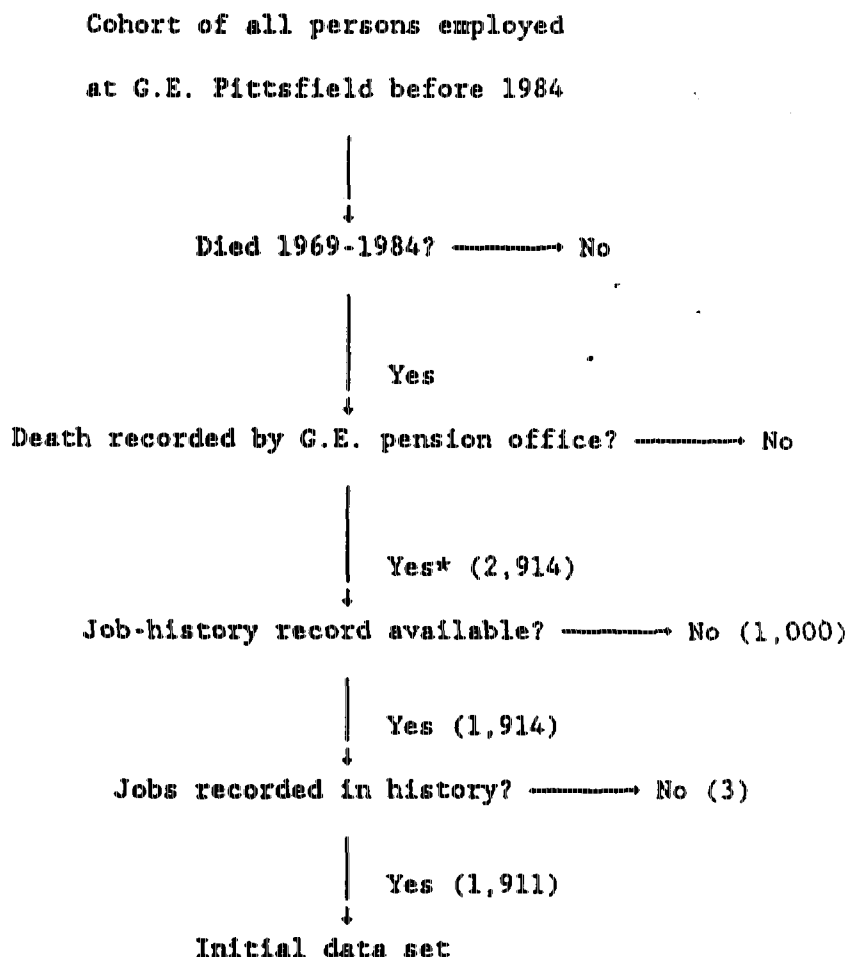 Cohort of all persons employed
at G.E. Pittsfield before 1984
Died 1969-1984? No
Yes
Death recorded by G.E. pension office? No
Yes* (2,914)
Job-history record available? No (1,000)
Yes (1,914)
Jobs recorded in history? No (3)
Yes (1,911)
Initial data set